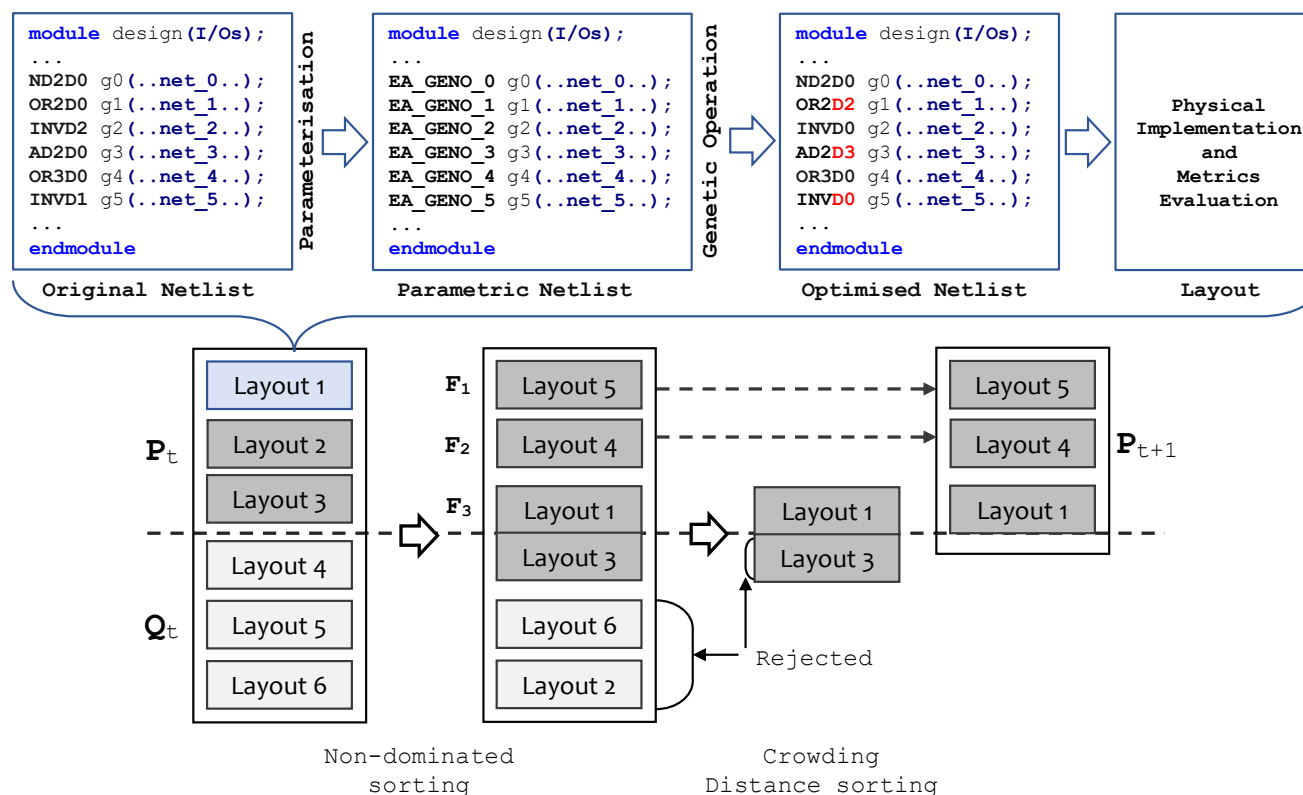 module design(I/Os);
...
ND2D0 g0(..net_0..);
OR2D0 g1(..net_1..);
INVD2 g2(..net_2..);
AD2D0 g3(..net_3..);
OR3D0 g4(..net_4..);
INVD1 g5(..net_5..);
...
endmodule
Original Netlist
Parameterisation
module design(I/Os);
...
EA_GENO_0 g0(..net_0..);
EA_GENO_1 g1(..net_1..);
EA_GENO_2 g2(..net_2..);
EA_GENO_3 g3(..net_3..);
EA_GENO_4 g4(..net_4..);
EA_GENO_5 g5(..net_5..);
...
endmodule
Parametric Netlist
Genetic Operation
module design(I/Os);
...
ND2D0 g0(..net_0..);
OR2D2 g1(..net_1..);
INVD0 g2(..net_2..);
AD2D3 g3(..net_3..);
OR3D0 g4(..net_4..);
INVD0 g5(..net_5..);
...
endmodule
Optimised Netlist
Physical
Implementation
and
Metrics
Evaluation
Layout
Pt
Qt
Layout 1
Layout 2
Layout 3
Layout 4
Layout 5
Layout 6
Non-dominated
sorting
F1
F2
F3
Layout 5
Layout 4
Layout 1
Layout 3
Layout 6
Layout 2
Rejected
Layout 1
Layout 3
Crowding
Distance sorting
Layout 5
Layout 4
Layout 1
Pt+1